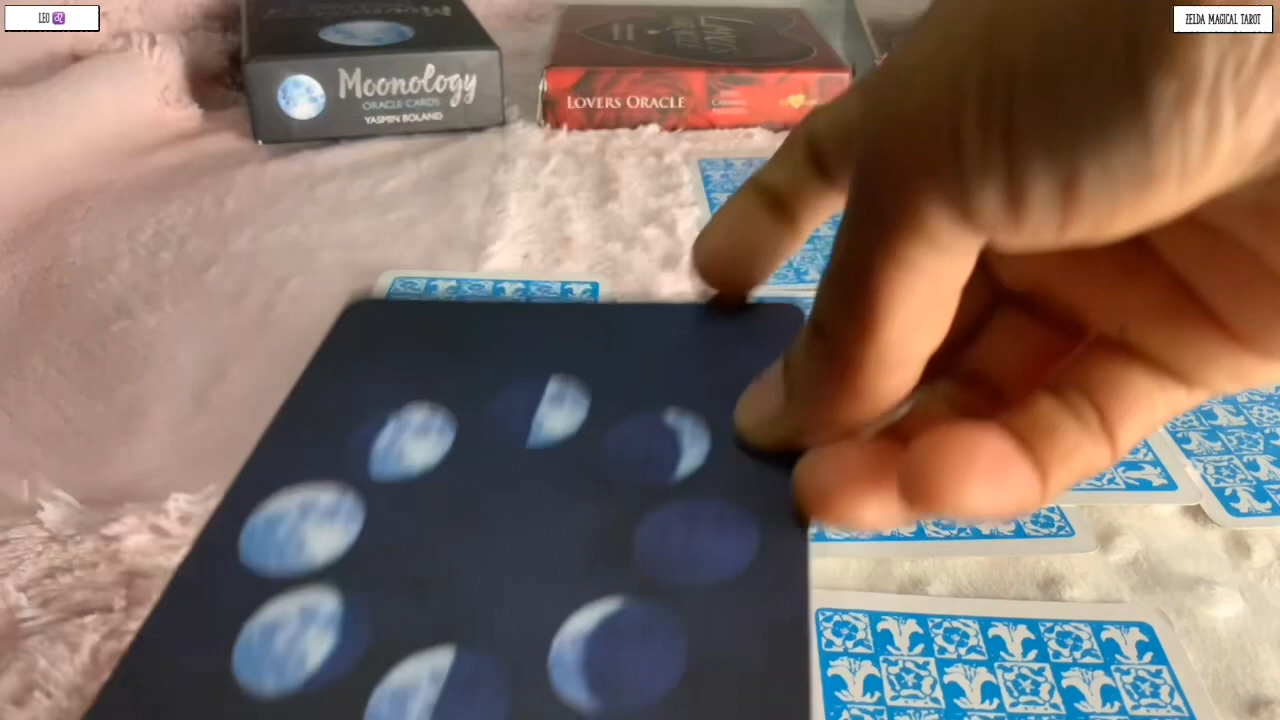 LEO ♌
ZELDA MAGICAL TAROT
Moonology
ORACLE CARDS
YASMIN BOLAND
LOVERS ORACLE